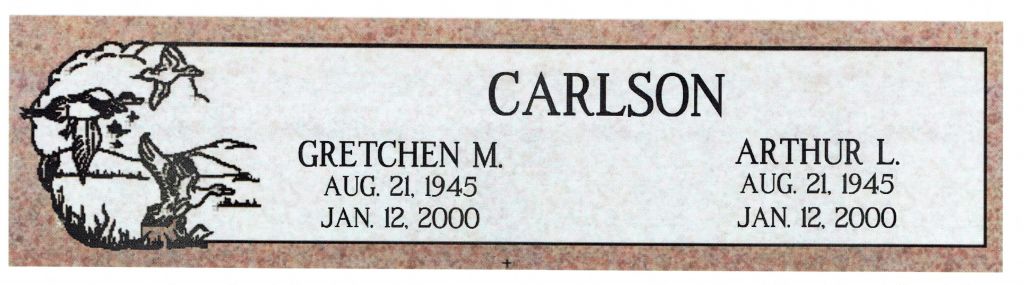 CARLSON
GRETCHEN M.
AUG. 21, 1945
JAN. 12, 2000
ARTHUR L.
AUG. 21, 1945
JAN. 12, 2000